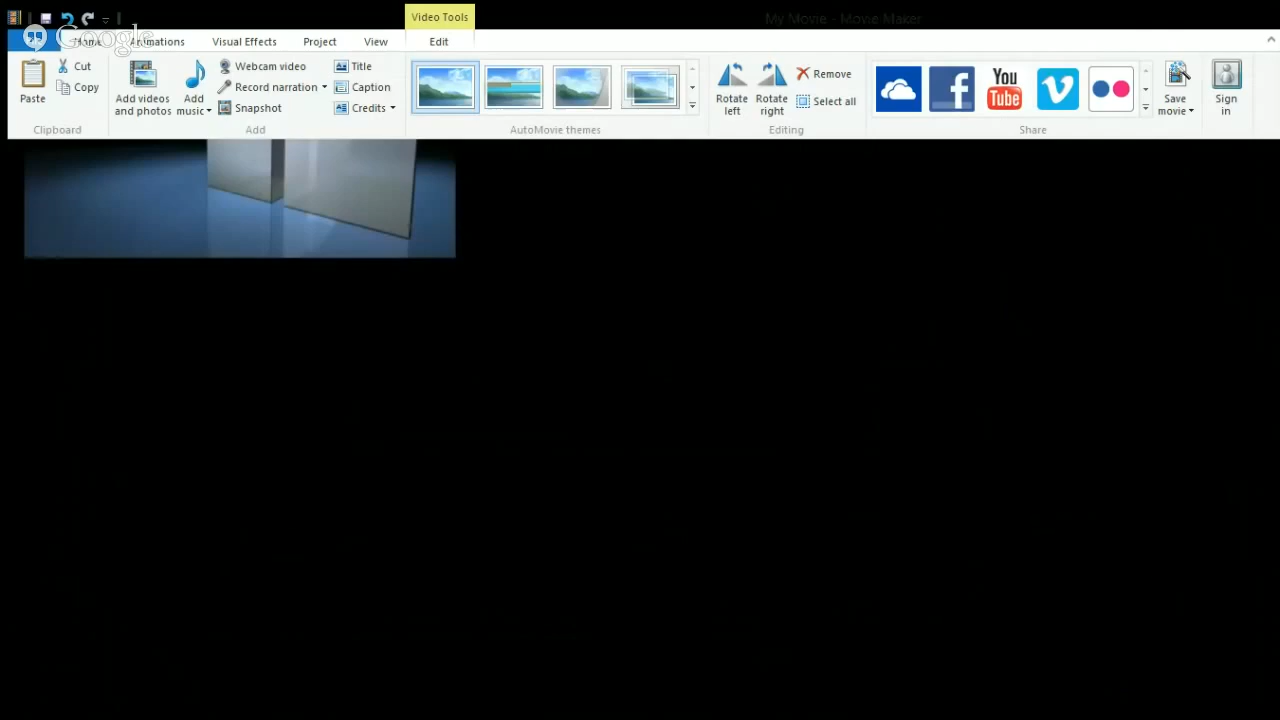 Video Tools
My Movie - Movie Maker
Google
Home Animations Visual Effects Project View Edit
Paste Cut Copy
Clipboard
Add videos and photos
Add music
Webcam video
Record narration
Snapshot
Title
Caption
Credits
Add
AutoMovie themes
Rotate left
Rotate right
Remove
Select all
Editing
f
You
Tube
v
Share
Save movie
Sign in